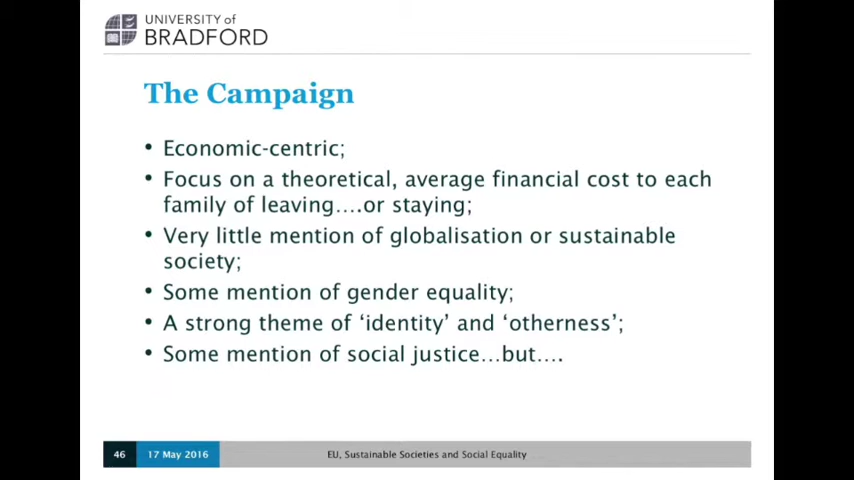 UNIVERSITY of
BRADFORD
The Campaign
• Economic-centric;
• Focus on a theoretical, average financial cost to each
family of leaving....or staying;
• Very little mention of globalisation or sustainable
society;
• Some mention of gender equality;
• A strong theme of ‘identity’ and ‘otherness’;
• Some mention of social justice...but....
46 17 May 2016 EU, Sustainable Societies and Social Equality